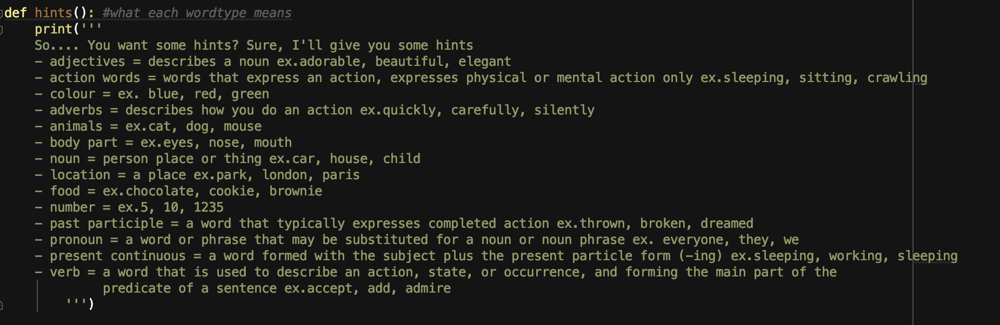 def hints(): #what each wordtype means
    print('''
    So.... You want some hints? Sure, I'll give you some hints
    - adjectives = describes a noun ex.adorable, beautiful, elegant
    - action words = words that express an action, expresses physical or mental action only ex.sleeping, sitting, crawling
    - colour = ex. blue, red, green
    - adverbs = describes how you do an action ex.quickly, carefully, silently
    - animals = ex.cat, dog, mouse
    - body part = ex.eyes, nose, mouth
    - noun = person place or thing ex.car, house, child
    - location = a place ex.park, london, paris
    - food = ex.chocolate, cookie, brownie
    - number = ex.5, 10, 1235
    - past participle = a word that typically expresses completed action ex.thrown, broken, dreamed
    - pronoun = a word or phrase that may be substituted for a noun or noun phrase ex. everyone, they, we
    - present continuous = a word formed with the subject plus the present particle form (-ing) ex.sleeping, working, sleeping
    - verb = a word that is used to describe an action, state, or occurrence, and forming the main part of the
             predicate of a sentence ex.accept, add, admire
        ''')